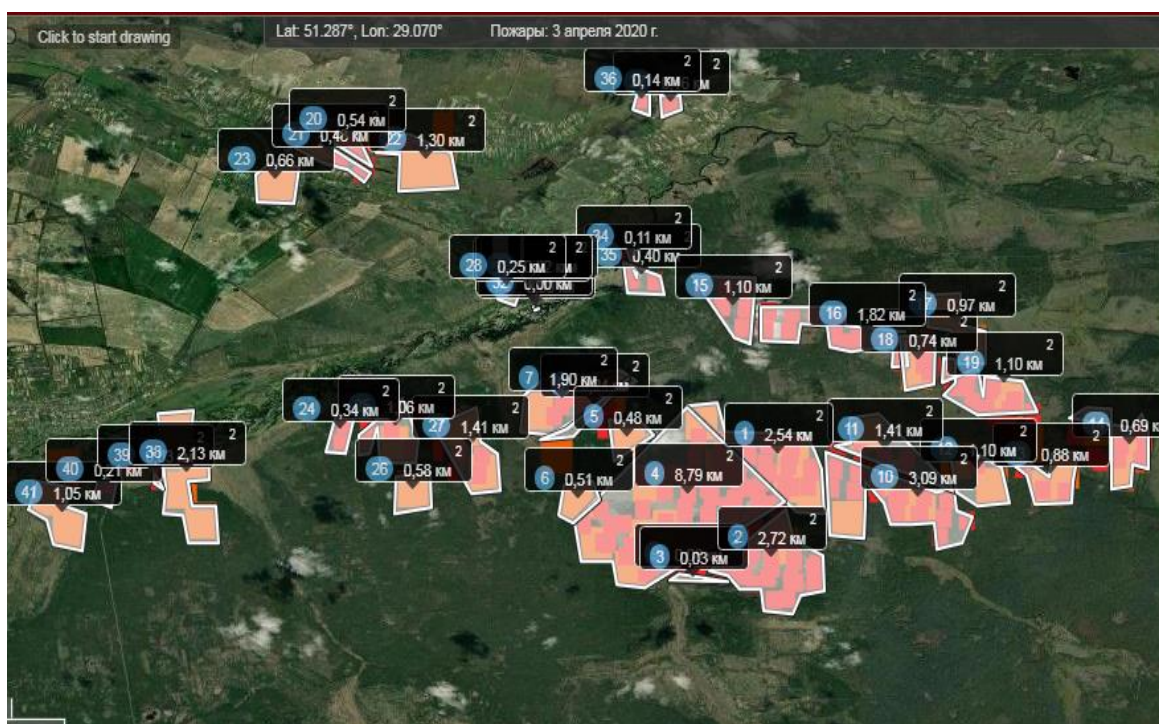 Click to start drawing
Lat: 51.287°, Lon: 29.070°
Пожары: 3 апреля 2020 г.
36 0,14 км 2
2
20 0,54 км 2
21
22 1,30 км 2
23 0,66 км
34 0,11 км 2
35 0,40 км
28 0,25 км 2
15 1,10 км 2
16 1,82 км 2
0,97 км 2
18 0,74 км 2
19 1,10 км 2
7 1,90 км 2
5 0,48 км 2
24 0,34 км 2
1,06 км 2
27 1,41 км 2
1 2,54 км 2
11 1,41 км 2
0,69
39
38 2,13 км 2
40 0,21 км
41 1,05 км
26 0,58 км 2
6 0,51 км 2
4 8,79 км 2
10 3,09 км 2
0,88 км 2
2 2,72 км 2
3 0,03 км 2